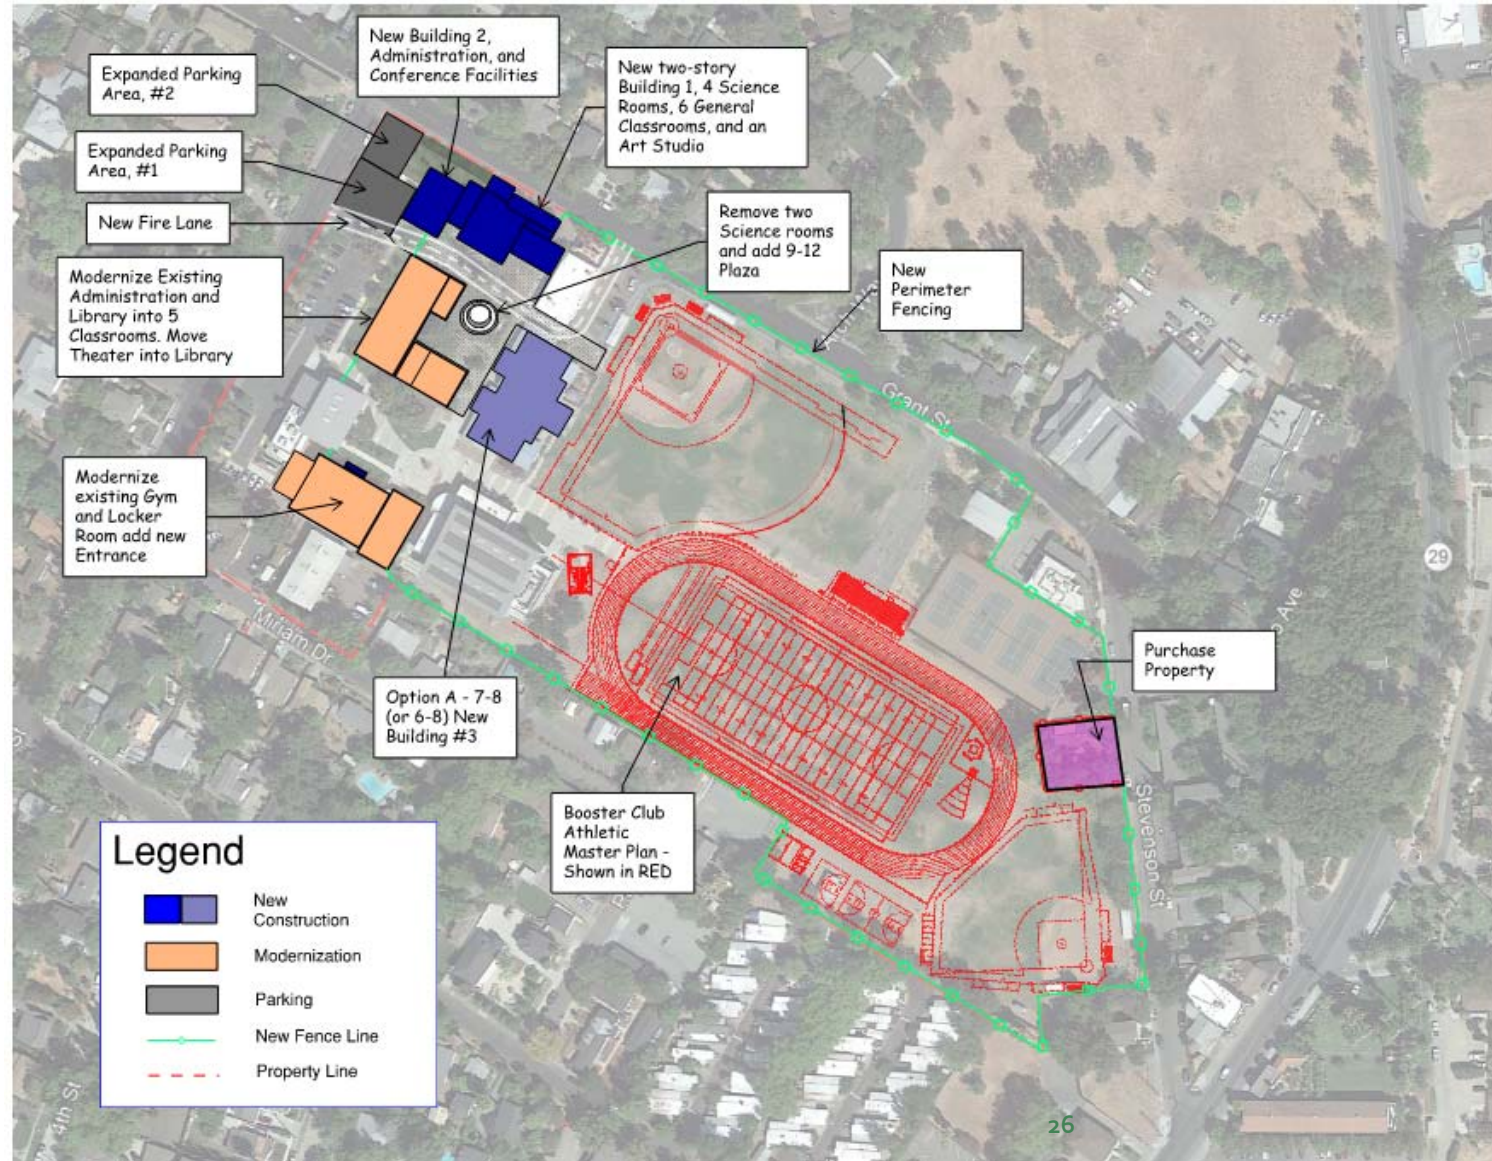 New Building 2,
Administration, and
Conference Facilities
Expanded Parking
Area, #2
New two-story
Building 1, 4 Science
Rooms, 6 General
Classrooms, and an
Art Studio
Expanded Parking
Area, #1
New Fire Lane
Remove two
Science rooms
and add 9-12
Plaza
New
Perimeter
Fencing
Modernize Existing
Administration and
Library into 5
Classrooms. Move
Theater into Library
Grant St
Modernize
existing Gym
and Locker
Room add new
Entrance
29
Ave
Miriam Dr
Purchase
Property
Option A - 7-8
(or 6-8) New
Building #3
Stevenson St
Booster Club
Athletic
Master Plan -
Shown in RED
Legend
New
Construction
Modernization
Parking
New Fence Line
Property Line
4th St
26